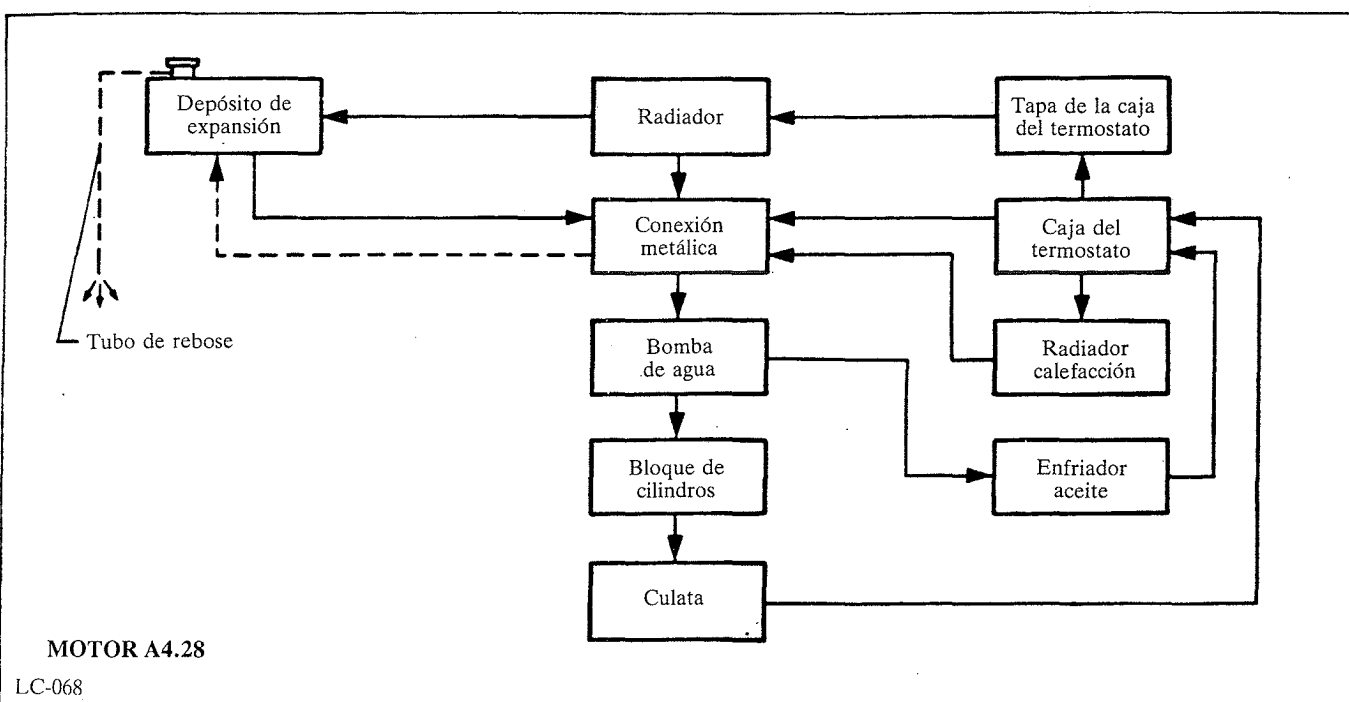 Depósito de
expansión
Radiador
Tapa de la caja
del termostato
Conexión
metálica
Caja del
termostato
Tubo de rebose
Bomba
de agua
Radiador
calefacción
Bloque de
cilindros
Enfriador
aceite
Culata
MOTOR A4.28
LC-068